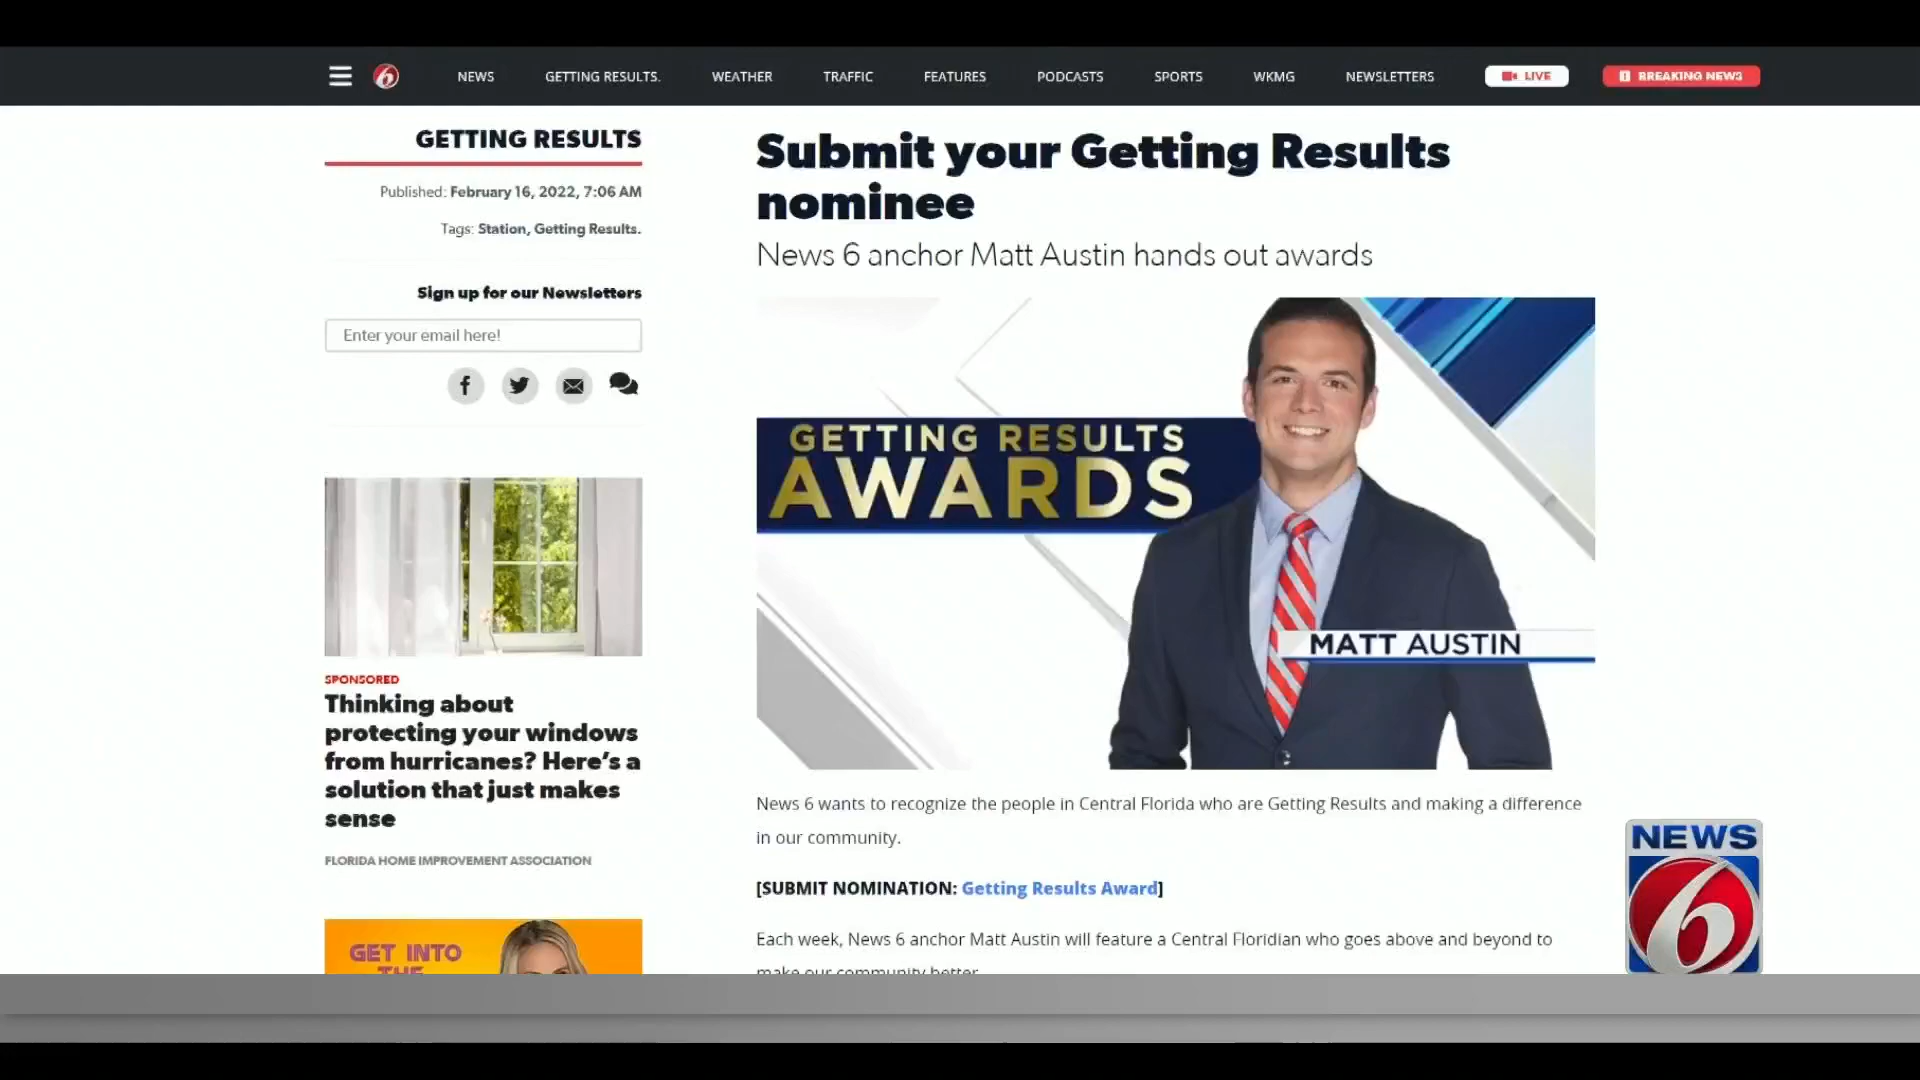 6
NEWS
GETTING RESULTS.
WEATHER
TRAFFIC
FEATURES
PODCASTS
SPORTS
WKMG
NEWSLETTERS
LIVE
BREAKING NEWS
GETTING RESULTS
Published: February 16, 2022, 7:06 AM
Tags: Station, Getting Results.
Sign up for our Newsletters
Enter your email here!
SPONSORED
Thinking about
protecting your windows
from hurricanes? Here's a
solution that just makes
sense
FLORIDA HOME IMPROVEMENT ASSOCIATION
GET INTO
THE
Submit your Getting Results
nominee
News 6 anchor Matt Austin hands out awards
GETTING RESULTS
AWARDS
MATT AUSTIN
News 6 wants to recognize the people in Central Florida who are Getting Results and making a difference
in our community.
[SUBMIT NOMINATION: Getting Results Award]
Each week, News 6 anchor Matt Austin will feature a Central Floridian who goes above and beyond to
make our community better.
NEWS
6